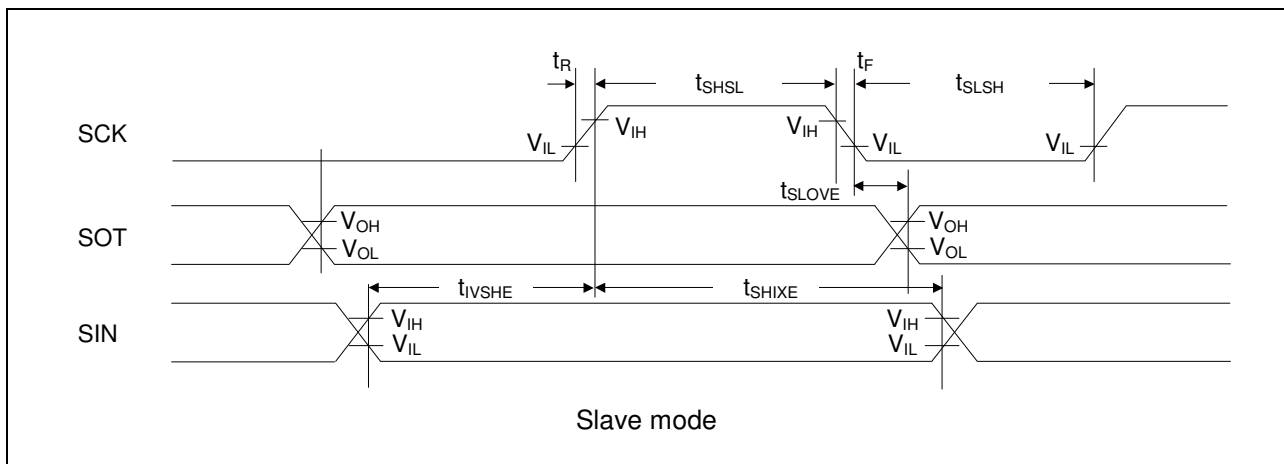 tR tF
tSHSL tSLSH
SCK
VIH VIH
VIL VIL VIL
tSLOVE
SOT
VOH VOH
VOL VOL
tIVSHE tSHIXE
SIN
VIH VIH
VIL VIL
Slave mode